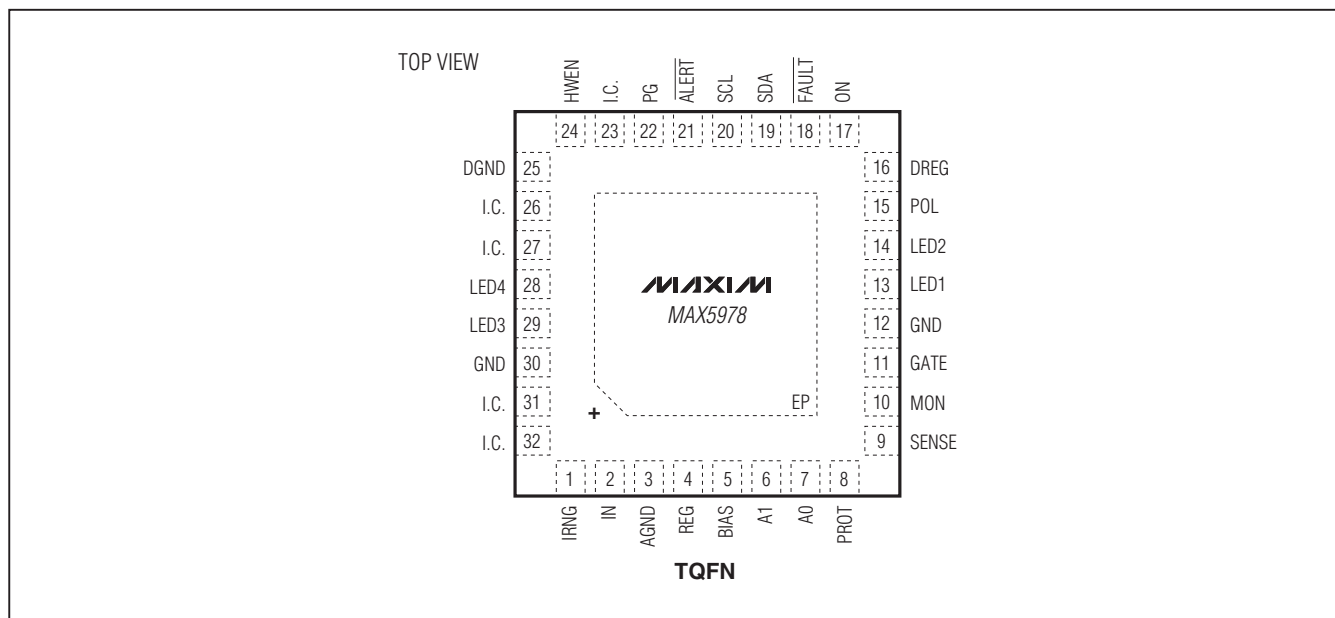 TOP VIEW
HWEN
I.C.
PG
ALERT
SCL
SDA
FAULT
ON
24 23 22 21 20 19 18 17
DGND 25
I.C. 26
I.C. 27
LED4 28
LED3 29
GND 30
I.C. 31
I.C. 32
16 DREG
15 POL
14 LED2
13 LED1
12 GND
11 GATE
10 MON
9 SENSE
MAXIM
MAX5978
EP
+
1 2 3 4 5 6 7 8
IRNG
IN
AGND
REG
BIAS
A1
A0
PROT
TQFN